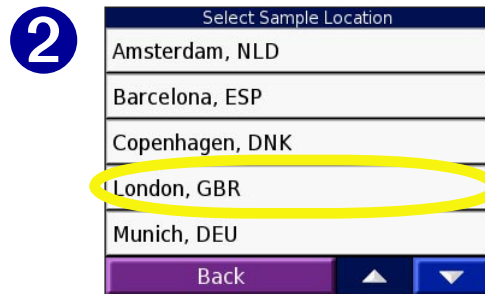 2
Select Sample Location
Amsterdam, NLD
Barcelona, ESP
Copenhagen, DNK
London, GBR
Munich, DEU
Back